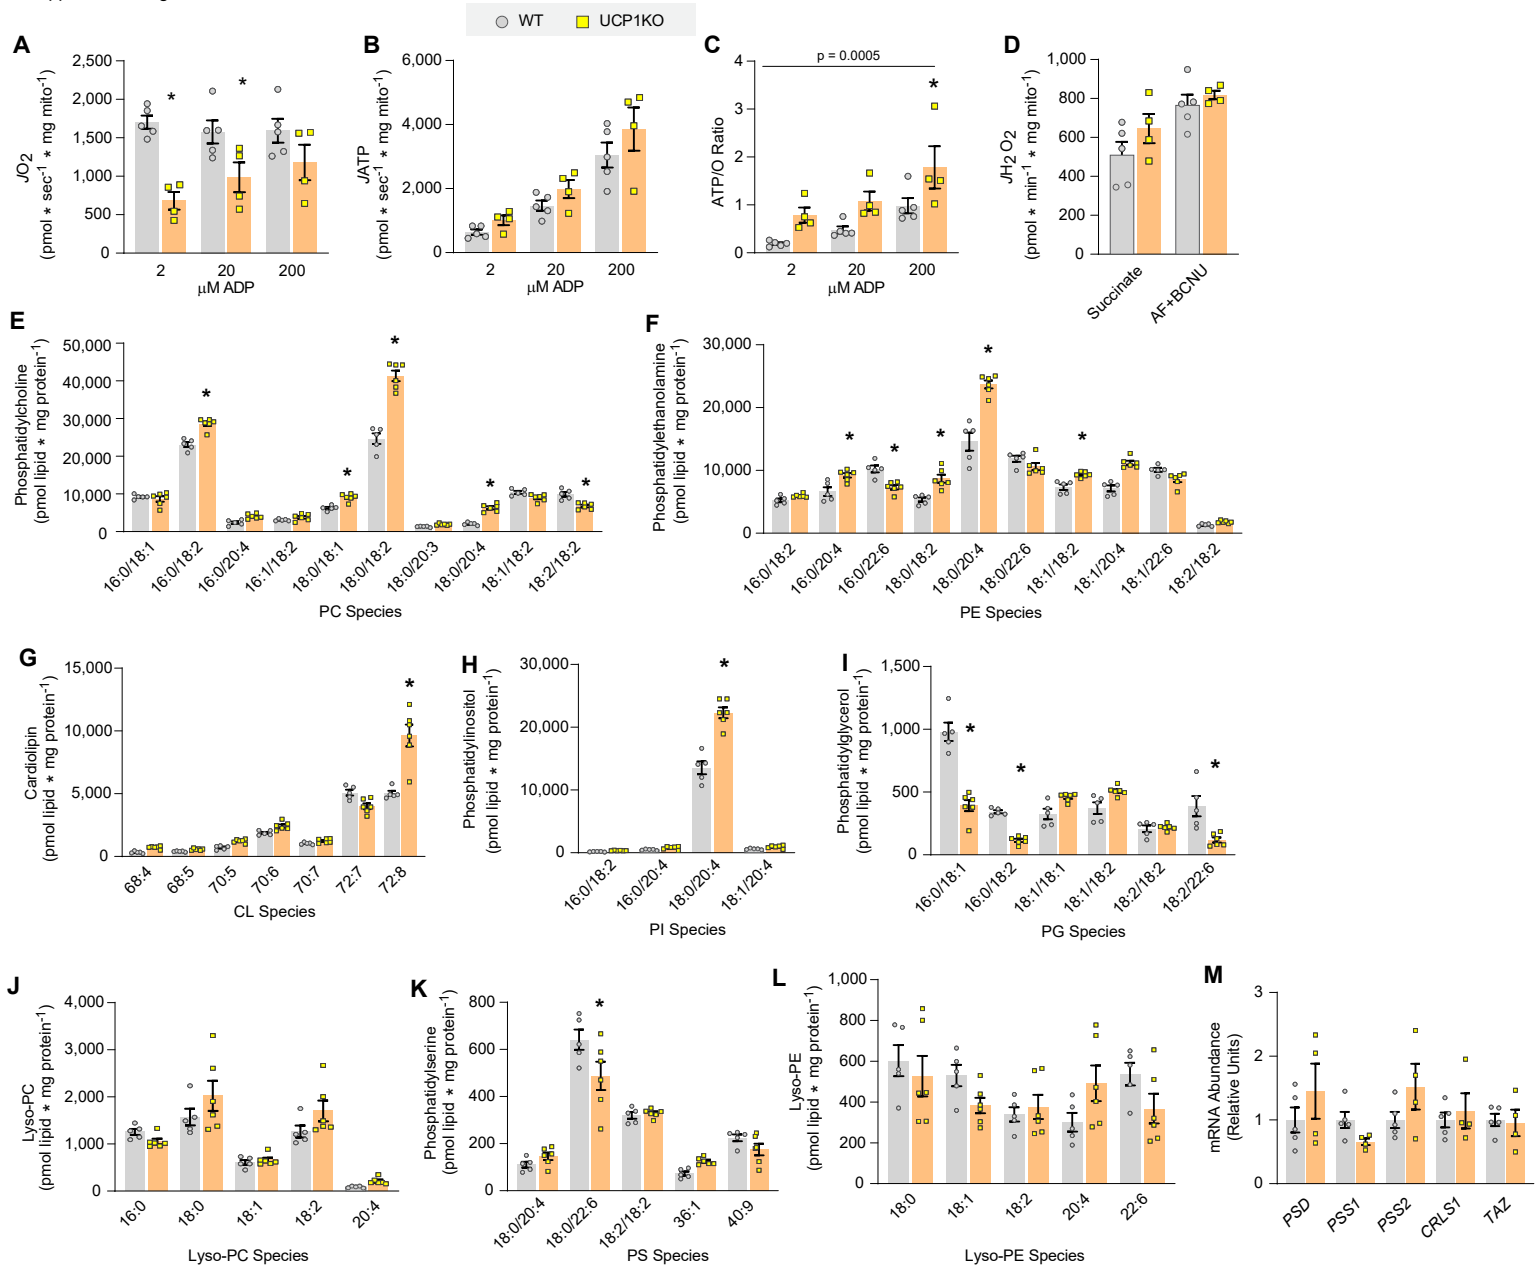 WT UCP1KO
A
JO2
(pmol * sec-1 * mg mito-1)
2,500
2,000
1,500
1,000
500
0
* *
2 20 200
μM ADP
B
JATP
(pmol * sec-1 * mg mito-1)
6,000
4,000
2,000
0
2 20 200
μM ADP
C
ATP/O Ratio
4
3
2
1
0
p = 0.0005
*
2 20 200
μM ADP
D
JH2O2
(pmol * min-1 * mg mito-1)
1,000
800
600
400
200
0
Succinate AF+BCNU
E
Phosphatidylcholine
(pmol lipid * mg protein-1)
50,000
40,000
30,000
20,000
10,000
0
* * * * *
16:0/18:1 16:0/18:2 16:0/20:4 16:1/18:2 18:0/18:1 18:0/18:2 18:0/20:3 18:0/20:4 18:1/18:2 18:2/18:2
PC Species
F
Phosphatidylethanolamine
(pmol lipid * mg protein-1)
30,000
20,000
10,000
0
* * * * *
16:0/18:2 16:0/20:4 16:0/22:6 18:0/18:2 18:0/20:4 18:0/22:6 18:1/18:2 18:1/20:4 18:1/22:6 18:2/18:2
PE Species
G
Cardiolipin
(pmol lipid * mg protein-1)
15,000
10,000
5,000
0
*
68:4 68:5 70:5 70:6 70:7 72:7 72:8
CL Species
H
Phosphatidylinositol
(pmol lipid * mg protein-1)
30,000
20,000
10,000
0
*
16:0/18:2 16:0/20:4 18:0/20:4 18:1/20:4
PI Species
I
Phosphatidylglycerol
(pmol lipid * mg protein-1)
1,500
1,000
500
0
* * *
16:0/18:1 16:0/18:2 18:1/18:1 18:1/18:2 18:2/18:2 18:2/22:6
PG Species
J
Lyso-PC
(pmol lipid * mg protein-1)
4,000
3,000
2,000
1,000
0
16:0 18:0 18:1 18:2 20:4
Lyso-PC Species
K
Phosphatidylserine
(pmol lipid * mg protein-1)
800
600
400
200
0
*
18:0/20:4 18:0/22:6 18:2/18:2 36:1 40:9
PS Species
L
Lyso-PE
(pmol lipid * mg protein-1)
1,000
800
600
400
200
0
18:0 18:1 18:2 20:4 22:6
Lyso-PE Species
M
mRNA Abundance
(Relative Units)
3
2
1
0
PSD PSS1 PSS2 CRLS1 TAZ